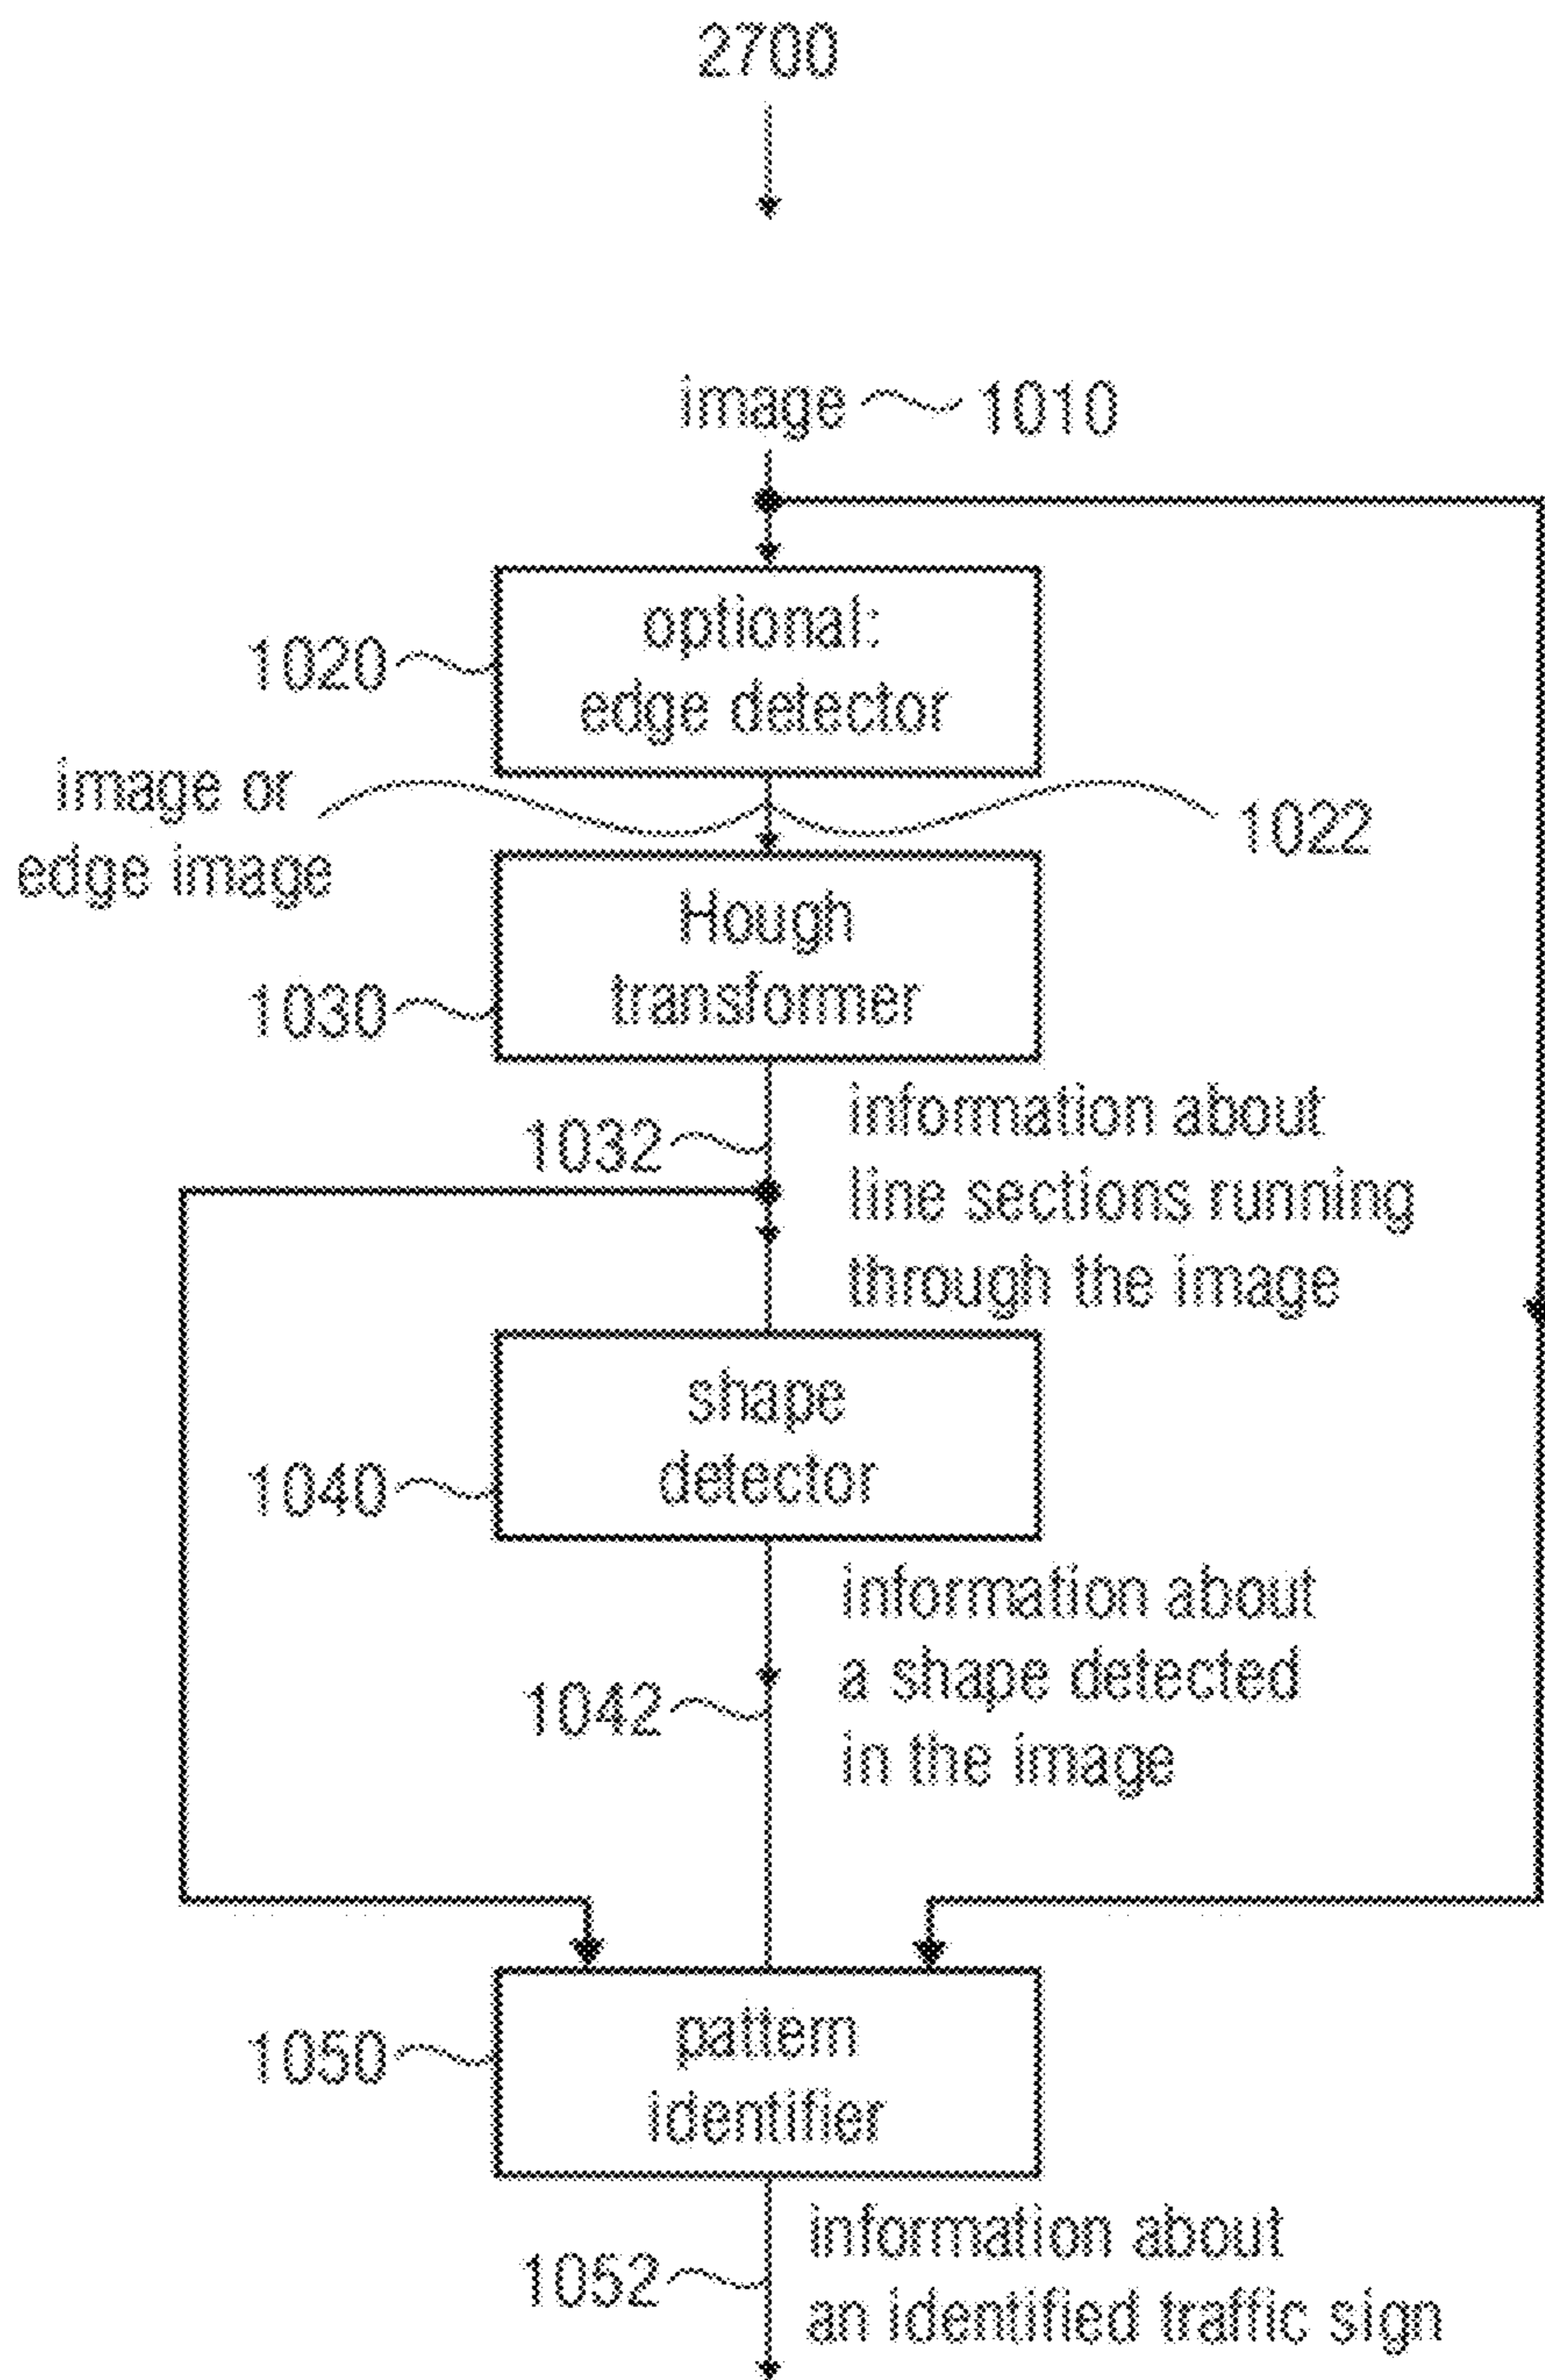 2700
image 1010
optional:
1020
edge detector
image or
edge image
1022
Hough
transformer
1030
1032
information about
line sections running
through the image
shape
detector
1040
information about
a shape detected
in the image
1042
pattern
identifier
1050
information about
an identified traffic sign
1052